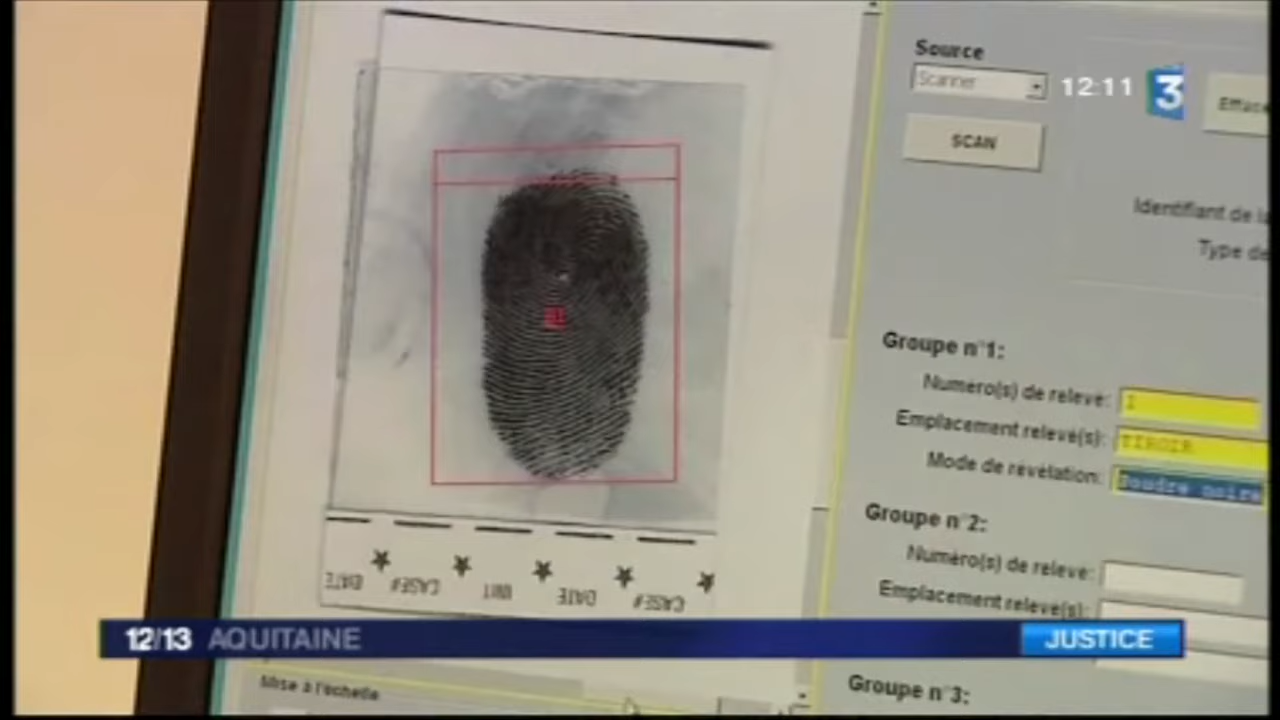 Source
Scanner
12:11
3
SCAN
Identifiant de
Type de
Groupe n°1:
Numéro(s) de relevé:
1
Emplacement relevé(s):
TIROIR
Mode de révélation:
Poudre noire
Groupe n°2:
Numéro(s) de relevé:
Emplacement relevé(s):
DATE ★ CASE# ★ UNIT ★ DATE ★ CASE# ★
12/13 AQUITAINE
JUSTICE
Mise à l'échelle
Groupe n°3: